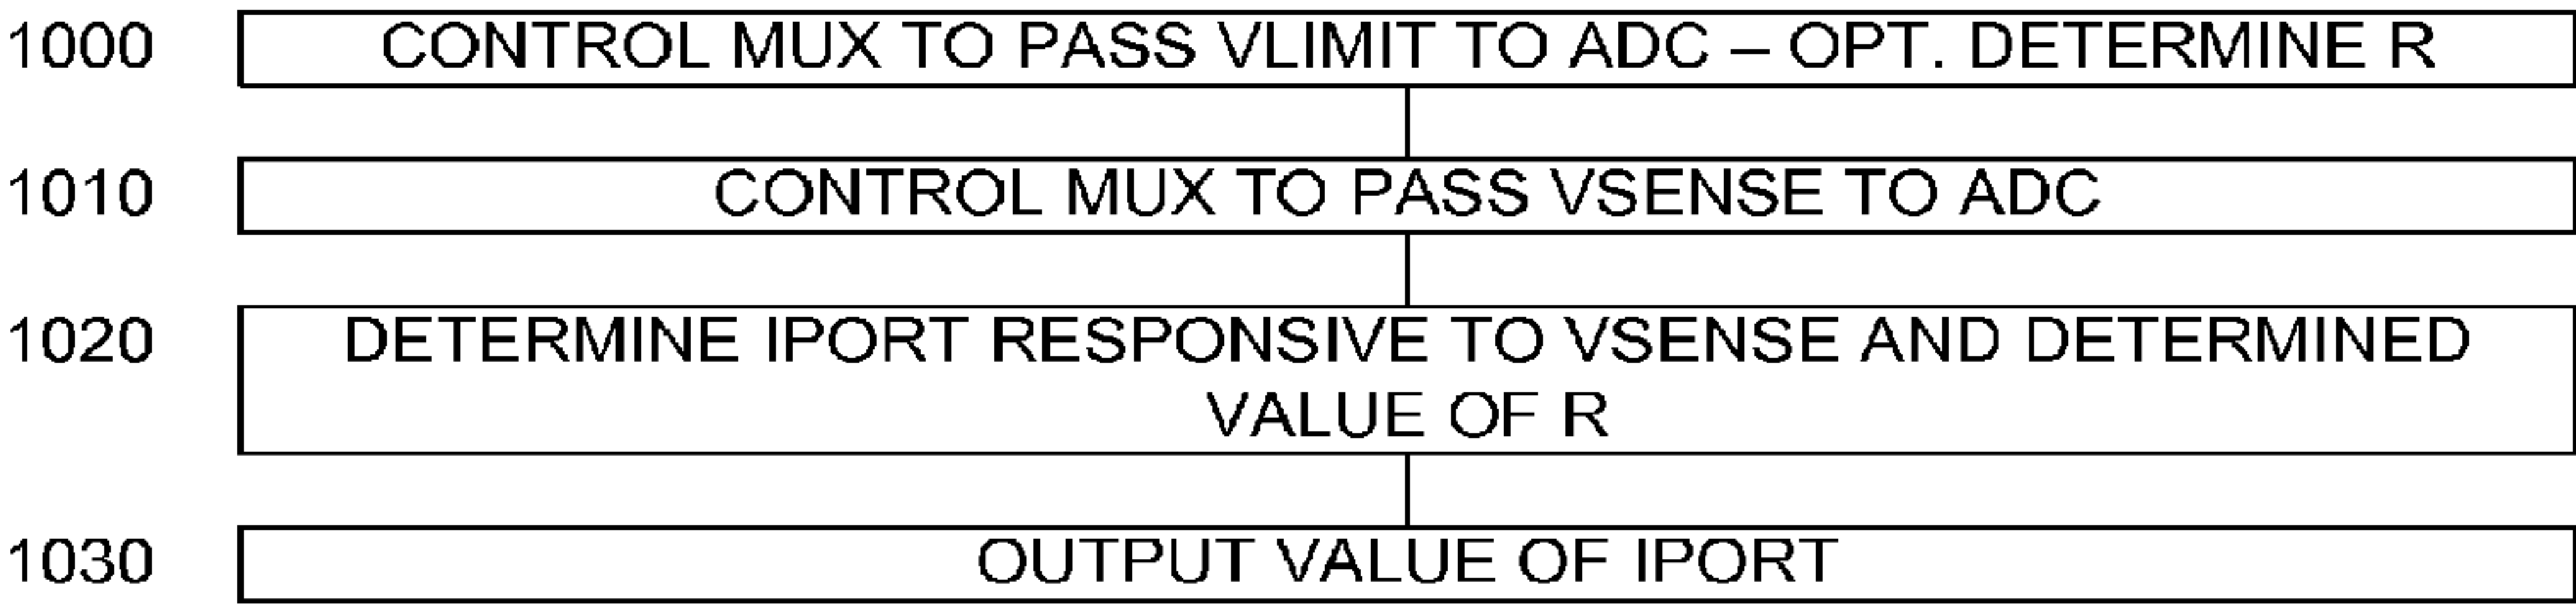 1000 CONTROL MUX TO PASS VLIMIT TO ADC – OPT. DETERMINE R
1010 CONTROL MUX TO PASS VSENSE TO ADC
1020 DETERMINE IPORT RESPONSIVE TO VSENSE AND DETERMINED
VALUE OF R
1030 OUTPUT VALUE OF IPORT